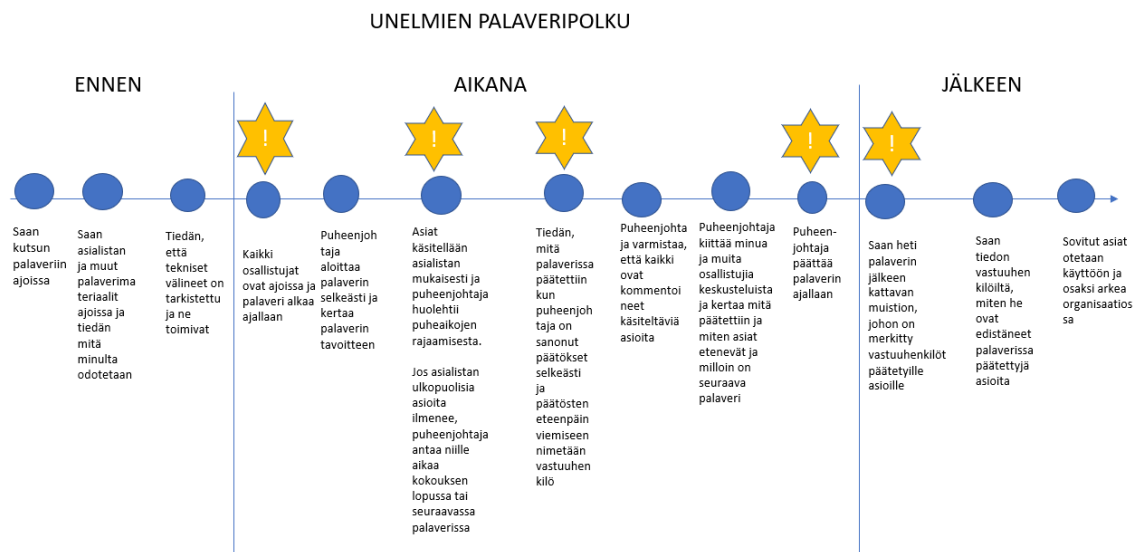 UNELMIEN PALAVERIPOLKU
ENNEN
AIKANA
JÄLKEEN
!
!
!
!
!
Saan
kutsun
palaveriin
ajoissa
Saan
asialistan
ja muut
palaverima
teriaalit
ajoissa ja
tiedän
mitä
minulta
odotetaan
Tiedän,
että
tekniset
välineet on
tarkistettu
ja ne
toimivat
Kaikki
osallistujat
ovat ajoissa ja
palaveri alkaa
ajallaan
Puheenjoh
taja
aloittaa
palaverin
selkeästi ja
kertaa
palaverin
tavoitteen
Asiat
käsitellään
asialistan
mukaisesti ja
puheenjohtaja
huolehtii
puheaikojen
rajaamisesta.
Jos asialistan
ulkopuolisia
asioita
ilmenee,
puheenjohtaja
antaa niille
aikaa
kokouksen
lopussa tai
seuraavassa
palaverissa
Tiedän,
mitä
palaverissa
päätettiin
kun
puheenjoh
taja on
sanonut
päätökset
selkeästi
ja
päätösten
eteenpäin
viemiseen
nimetään
vastuuhen
kilö
Puheenjohta
ja varmistaa,
että kaikki
ovat
kommentoi
neet
käsiteltäviä
asioita
Puheenjohtaja
kiittää minua
ja muita
osallistujia
keskusteluista
ja kertaa mitä
päätettiin ja
miten asiat
etenevät ja
milloin on
seuraava
palaveri
Puheen-
johtaja
päättää
palaverin
ajallaan
Saan heti
palaverin
jälkeen
kattavan
muistion,
johon on
merkitty
vastuuhenkilöt
päätetyille
asioille
Saan
tiedon
vastuuhen
kilöiltä,
miten he
ovat
edistäneet
palaverissa
päätettyjä
asioita
Sovitut asiat
otetaan
käyttöön ja
osaksi arkea
organisaatios
sa